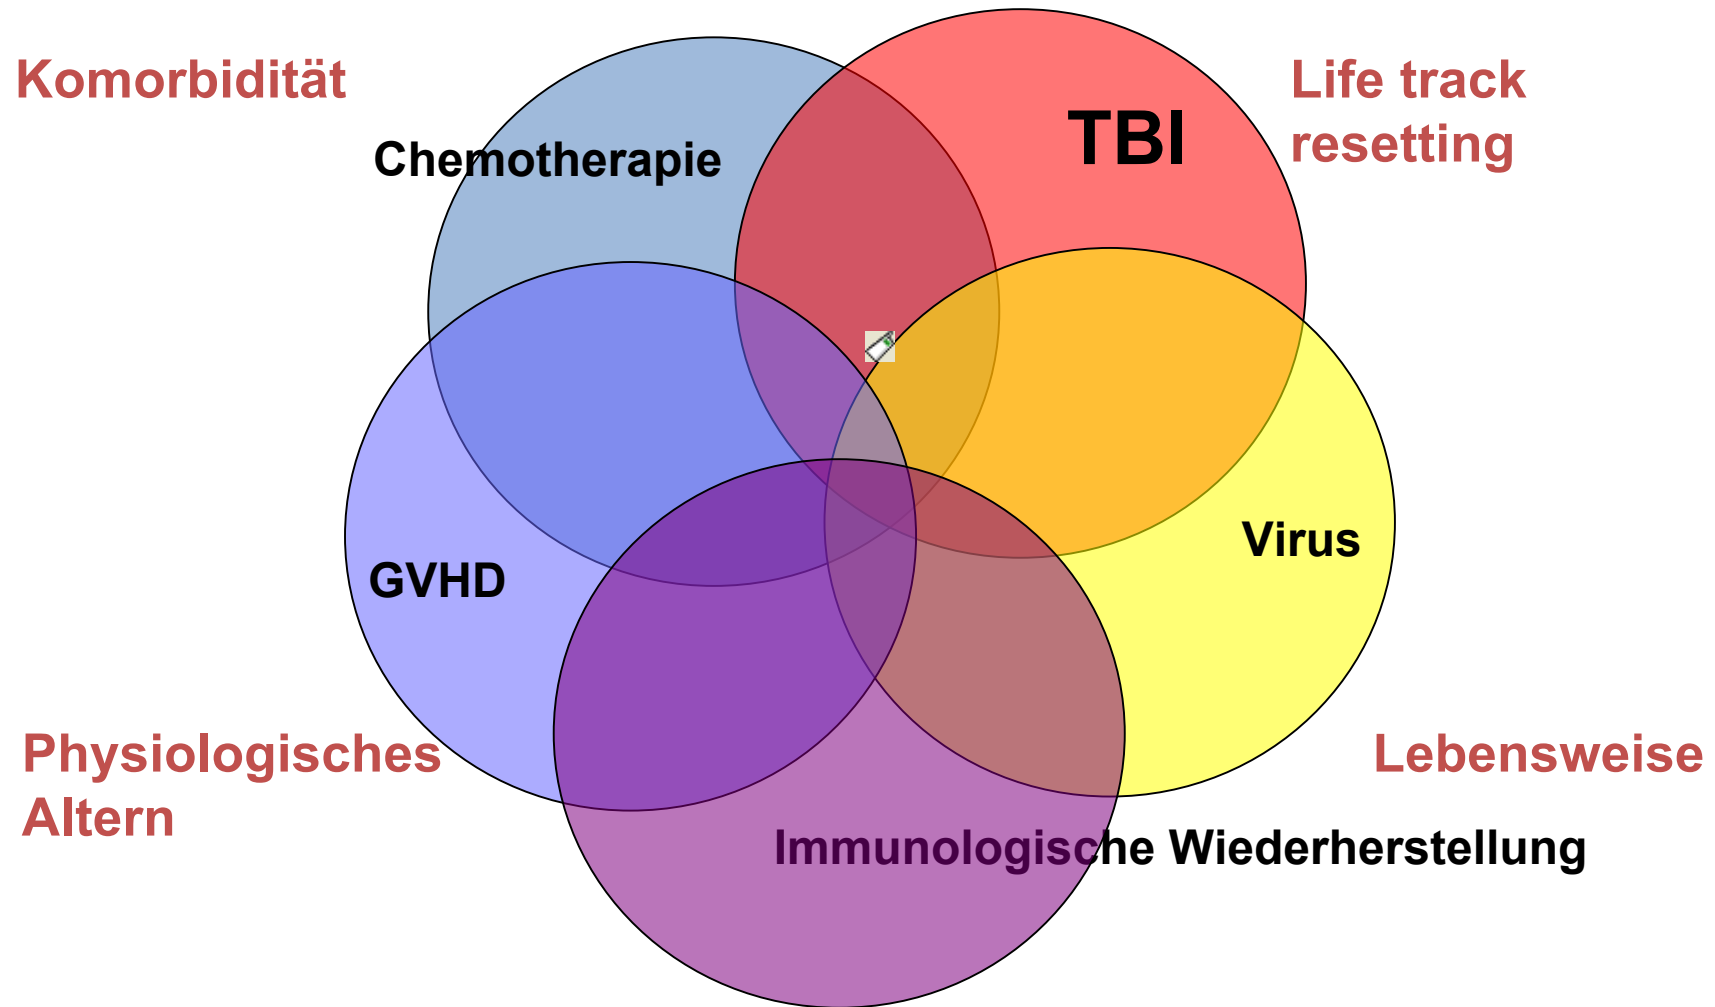 Komorbidität
Life track
resetting
TBI
Chemotherapie
Virus
GVHD
Physiologisches
Altern
Lebensweise
Immunologische Wiederherstellung